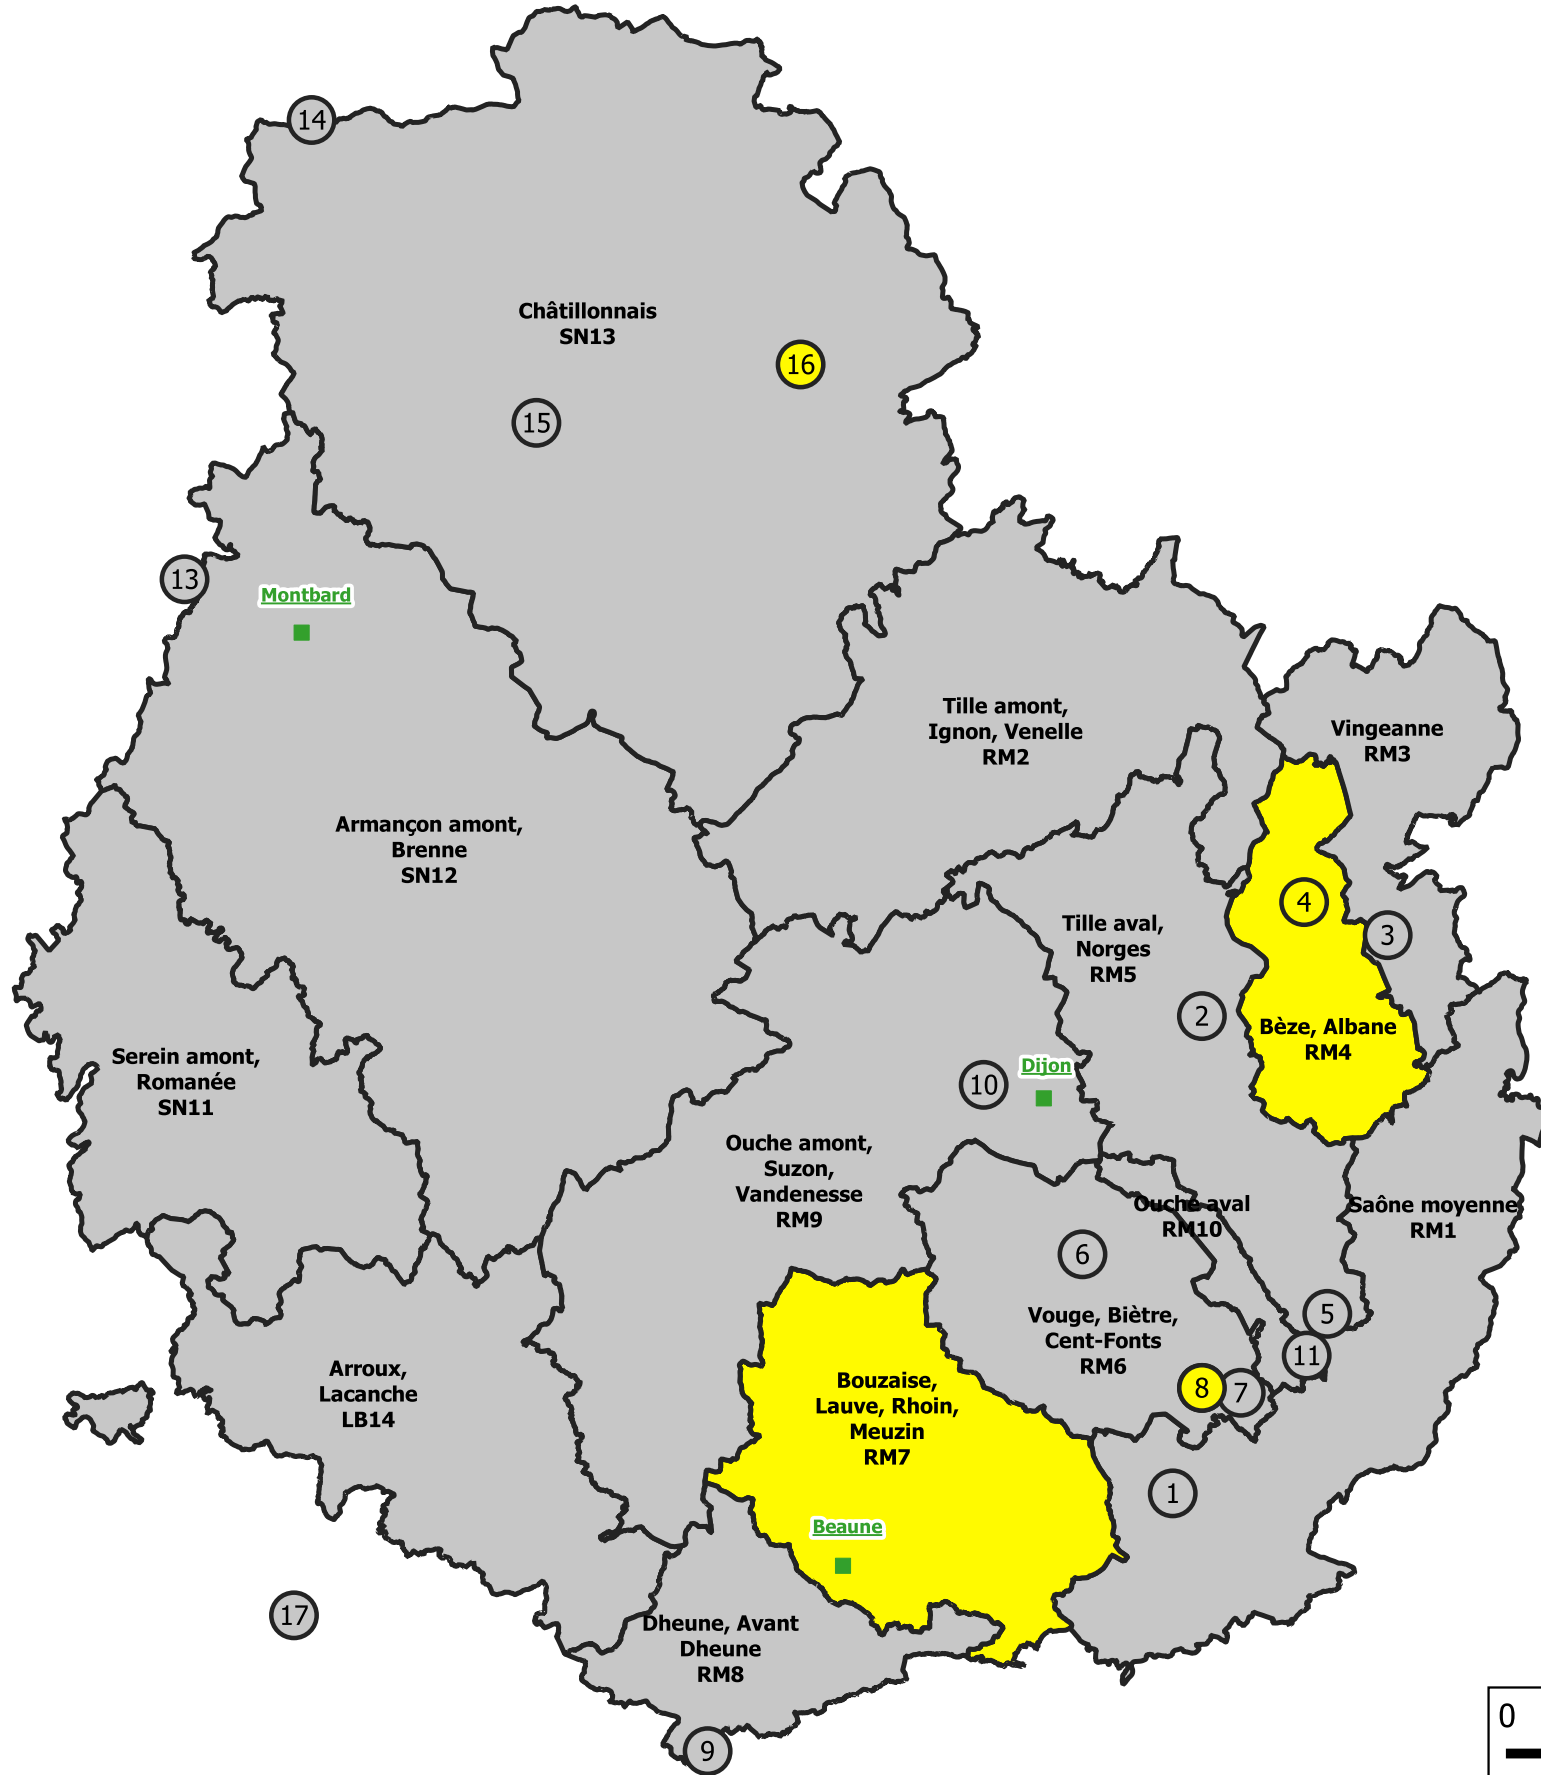 14
Châtillonnais
SN13
16
15
13
Montbard
Tille amont,
Ignon, Venelle
RM2
Vingeanne
RM3
Armançon amont,
Brenne
SN12
4
3
Tille aval,
Norges
RM5
2
Bèze, Albane
RM4
Serein amont,
Romanée
SN11
10
Dijon
Ouche amont,
Suzon,
Vandenesse
RM9
Ouche aval
RM10
Saône moyenne
RM1
6
Vouge, Biètre,
Cent-Fonts
RM6
5
11
8
7
Arroux,
Lacanche
LB14
Bouzaise,
Lauve, Rhoin,
Meuzin
RM7
1
Beaune
17
Dheune, Avant
Dheune
RM8
9
0